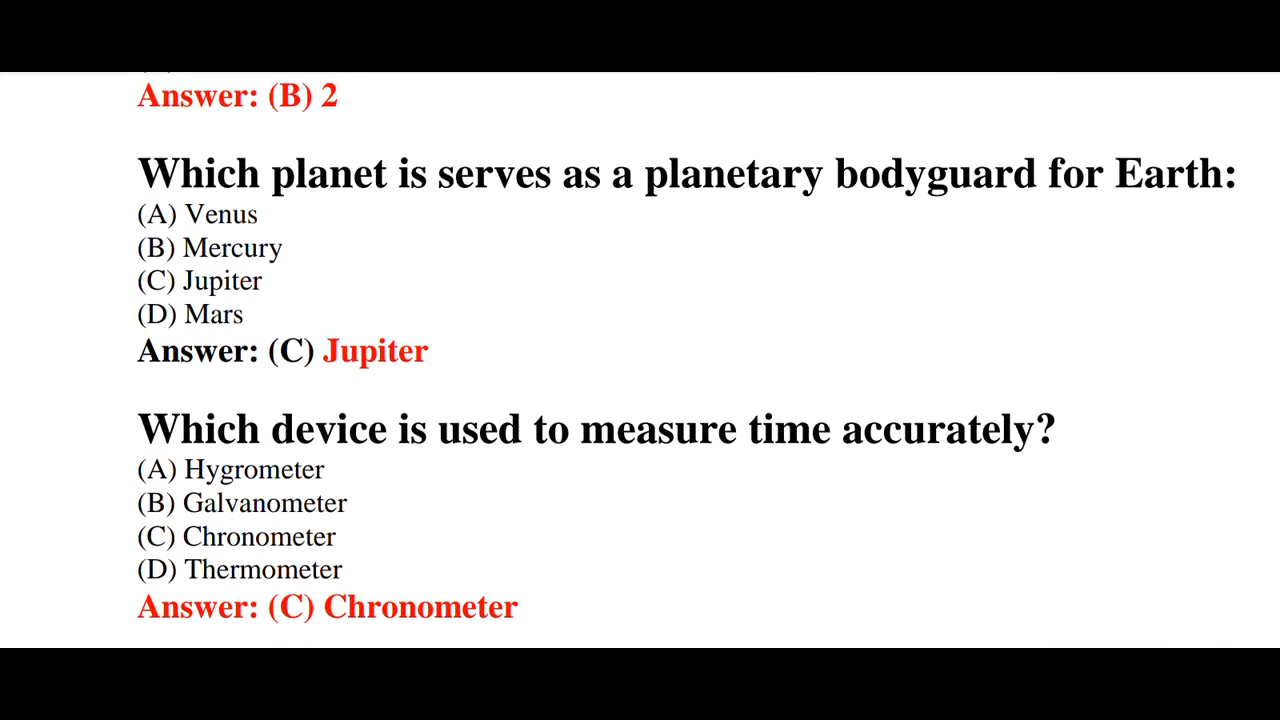 Answer: (B) 2
Which planet is serves as a planetary bodyguard for Earth:
(A) Venus
(B) Mercury
(C) Jupiter
(D) Mars
Answer: (C) Jupiter
Which device is used to measure time accurately?
(A) Hygrometer
(B) Galvanometer
(C) Chronometer
(D) Thermometer
Answer: (C) Chronometer